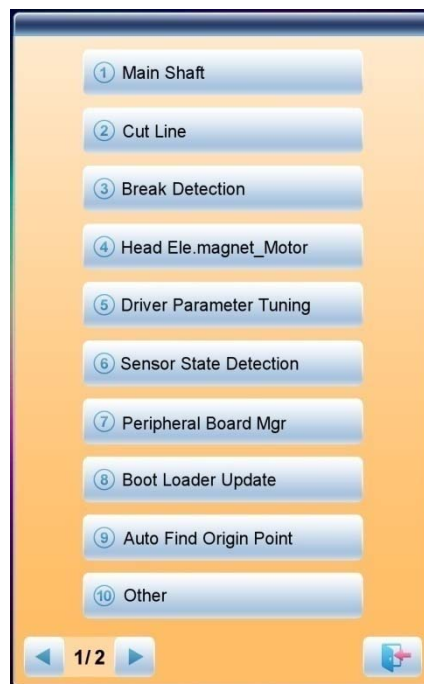 1 Main Shaft
2 Cut Line
3 Break Detection
4 Head Ele.magnet_Motor
5 Driver Parameter Tuning
6 Sensor State Detection
7 Peripheral Board Mgr
8 Boot Loader Update
9 Auto Find Origin Point
10 Other
1/2